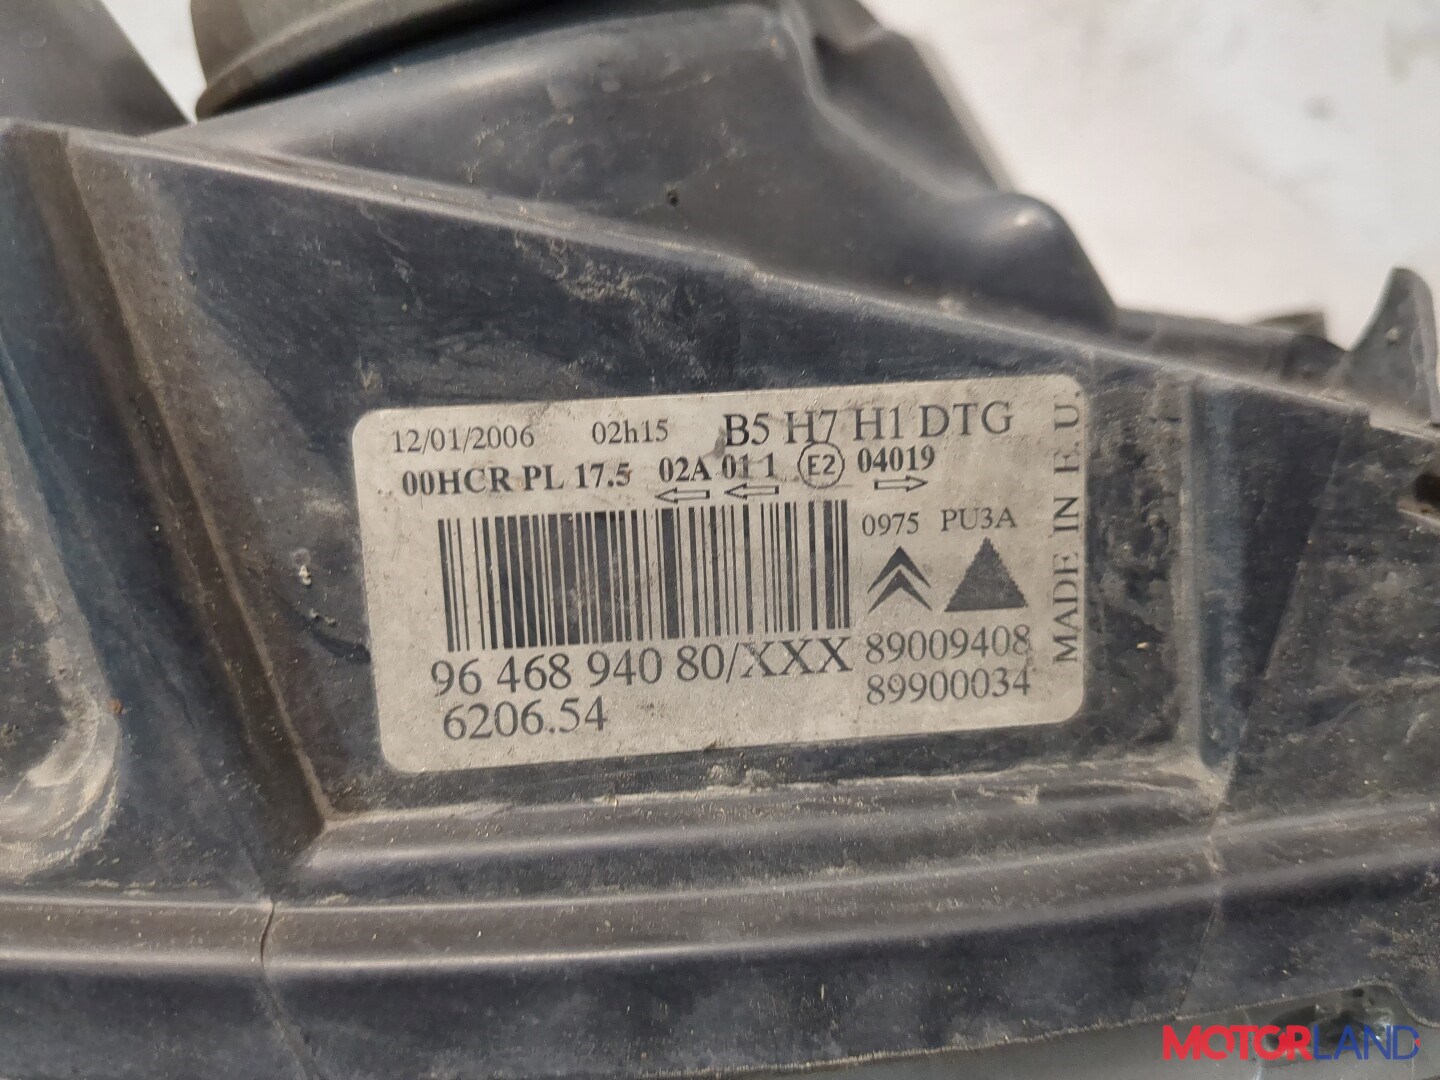 12/01/2006 02h15 B5 H7 H1 DTG
00HCR PL 17.5 02A 01 1 E2 04019
0975 PU3A
96 468 940 80/XXX
6206.54
89009408
89900034
MADE IN E.U.
MOTORLAND